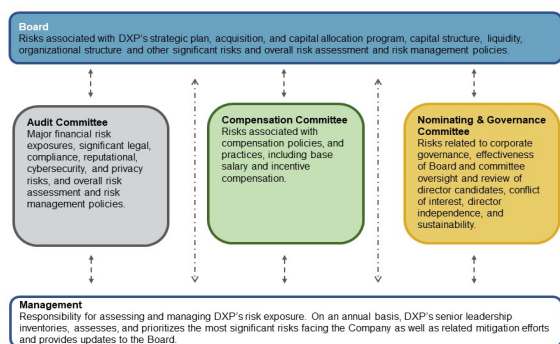 Board
Risks associated with DXP's strategic plan, acquisition, and capital allocation program, capital structure, liquidity,
organizational structure and other significant risks and overall risk assessment and risk management policies.
Audit Committee
Major financial risk
exposures, significant legal,
compliance, reputational,
cybersecurity, and privacy
risks, and overall risk
assessment and risk
management policies.
Compensation Committee
Risks associated with
compensation policies, and
practices, including base
salary and incentive
compensation.
Nominating & Governance
Committee
Risks related to corporate
governance, effectiveness
of Board and committee
oversight and review of
director candidates, conflict
of interest, director
independence, and
sustainability.
Management
Responsibility for assessing and managing DXP's risk exposure. On an annual basis, DXP's senior leadership
inventories, assesses, and prioritizes the most significant risks facing the Company as well as related mitigation efforts
and provides updates to the Board.